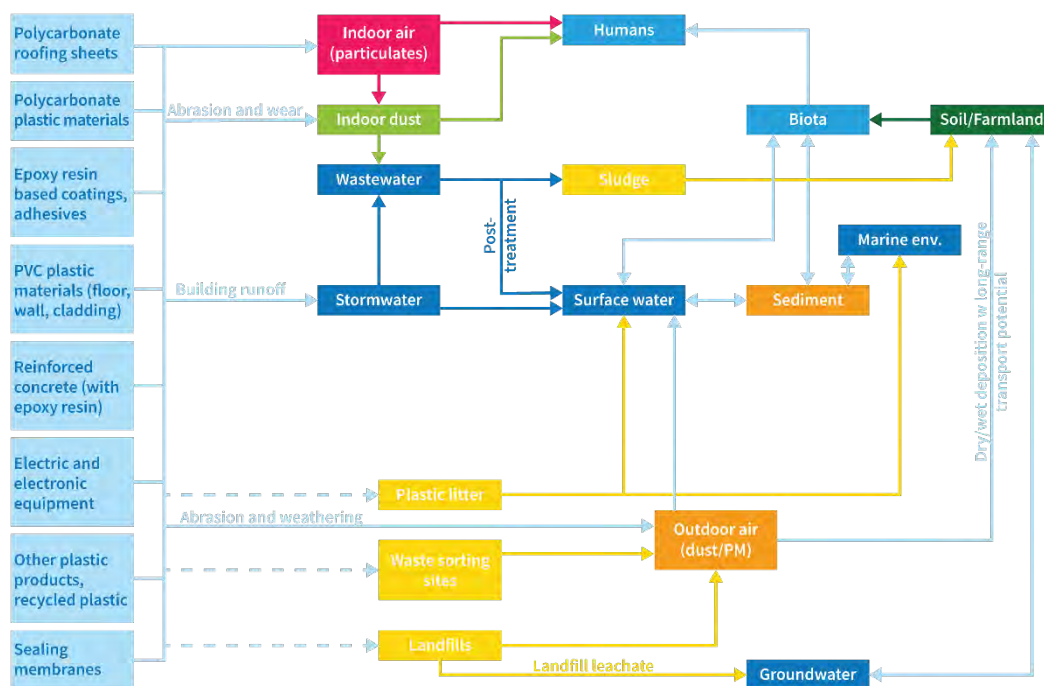 Polycarbonate
roofing sheets
Indoor air
(particulates)
Humans
Polycarbonate
plastic materials
Abrasion and wear
Indoor dust
Biota
Soil/Farmland
Epoxy resin
based coatings,
adhesives
Wastewater
Sludge
Post-
treatment
Marine env.
PVC plastic
materials (floor,
wall, cladding)
Building runoff
Stormwater
Surface water
Sediment
Dry/wet deposition w long-range
transport potential
Reinforced
concrete (with
epoxy resin)
Electric and
electronic
equipment
Plastic litter
Abrasion and weathering
Outdoor air
(dust/PM)
Other plastic
products,
recycled plastic
Waste sorting
sites
Sealing
membranes
Landfills
Landfill leachate
Groundwater